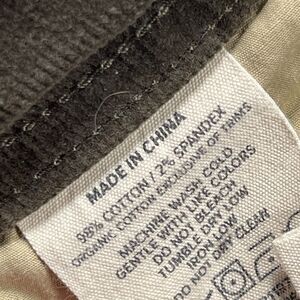 MADE IN CHINA
98% COTTON / 2% SPANDEX
ORGANIC COTTON EXCLUSIVE OF TRIMS
MACHINE WASH COLD
GENTLE WITH LIKE COLORS
DO NOT BLEACH
TUMBLE DRY LOW
IRON LOW
DO NOT DRY CLEAN